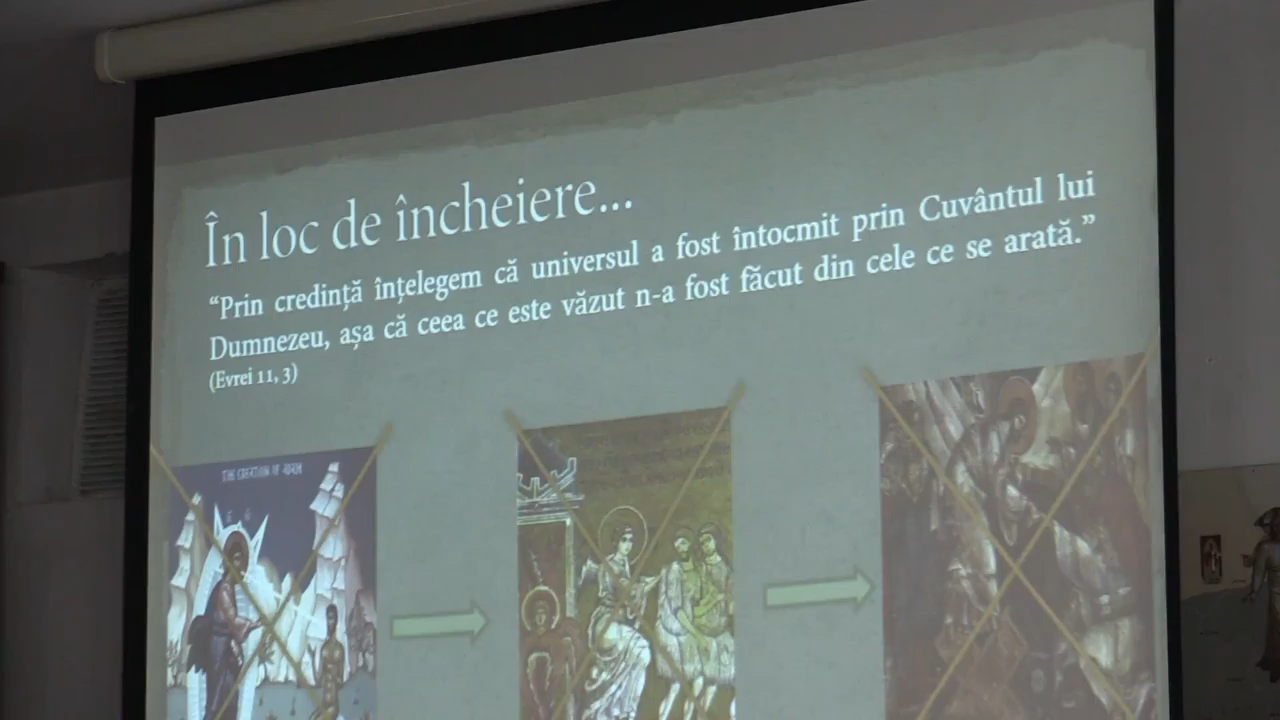 În loc de încheiere...
“Prin credință înțelegem că universul a fost întocmit prin Cuvântul lui
Dumnezeu, așa că ceea ce este văzut n-a fost făcut din cele ce se arată.”
(Evrei 11, 3)
THE CREATION OF ADAM